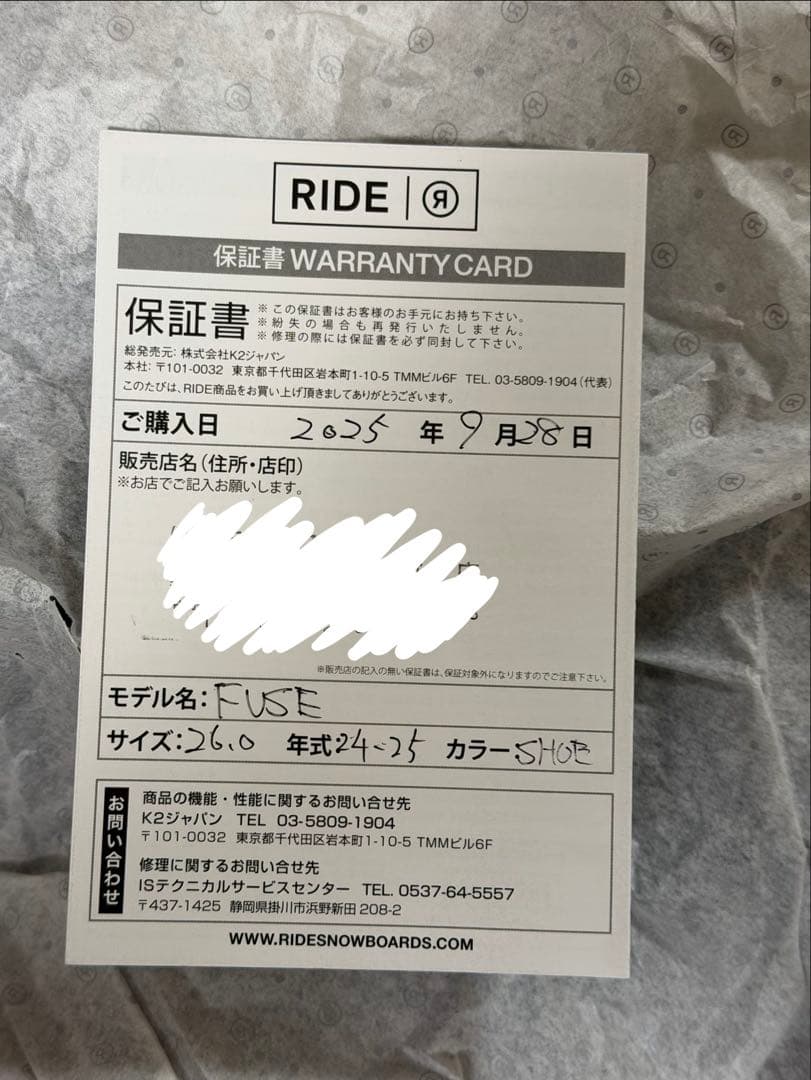 RIDE | R
保証書 WARRANTY CARD
保証書
※この保証書はお客様のお手元にお持ち下さい。
※紛失の場合も再発行いたしません。
※修理の際には保証書を必ず同封して下さい。
総発売元：株式会社K2ジャパン
本社：〒101-0032 東京都千代田区岩本町1-10-5 TMMビル6F TEL. 03-5809-1904（代表）
このたびは、RIDE商品をお買い上げ頂きましてありがとうございます。
ご購入日 2025 年 9 月 28 日
販売店名（住所・店印）
※お店でご記入お願いします。
※販売店の記入の無い保証書は、保証対象外になりますのでご注意下さい。
モデル名：FUSE
サイズ：26.0 年式 24-25 カラー
お問い合わせ
商品の機能・性能に関するお問い合せ先
K2ジャパン TEL 03-5809-1904
〒101-0032 東京都千代田区岩本町1-10-5 TMMビル6F
修理に関するお問い合せ先
ISテクニカルサービスセンター TEL. 0537-64-5557
〒437-1425 静岡県掛川市浜野新田 208-2
WWW.RIDESNOWBOARDS.COM